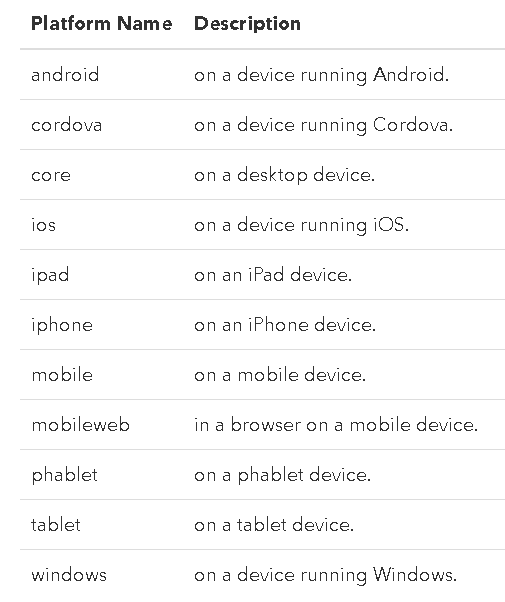 Platform Name Description
android on a device running Android.
cordova on a device running Cordova.
core on a desktop device.
ios on a device running iOS.
ipad on an iPad device.
iphone on an iPhone device.
mobile on a mobile device.
mobileweb in a browser on a mobile device.
phablet on a phablet device.
tablet on a tablet device.
windows on a device running Windows.